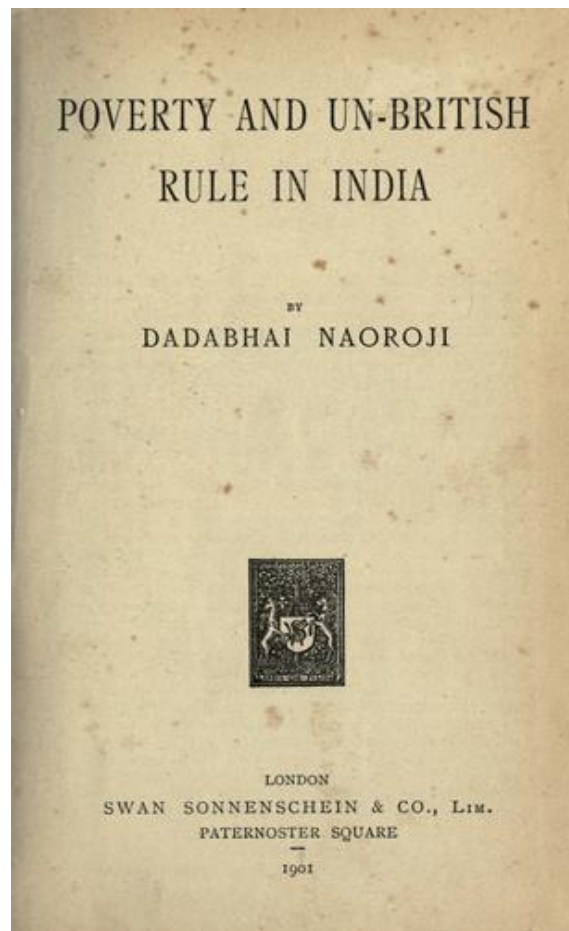 POVERTY AND UN-BRITISH
RULE IN INDIA
BY
DADABHAI NAOROJI
LONDON
SWAN SONNENSCHEIN & CO., LIM.
PATERNOSTER SQUARE
1901